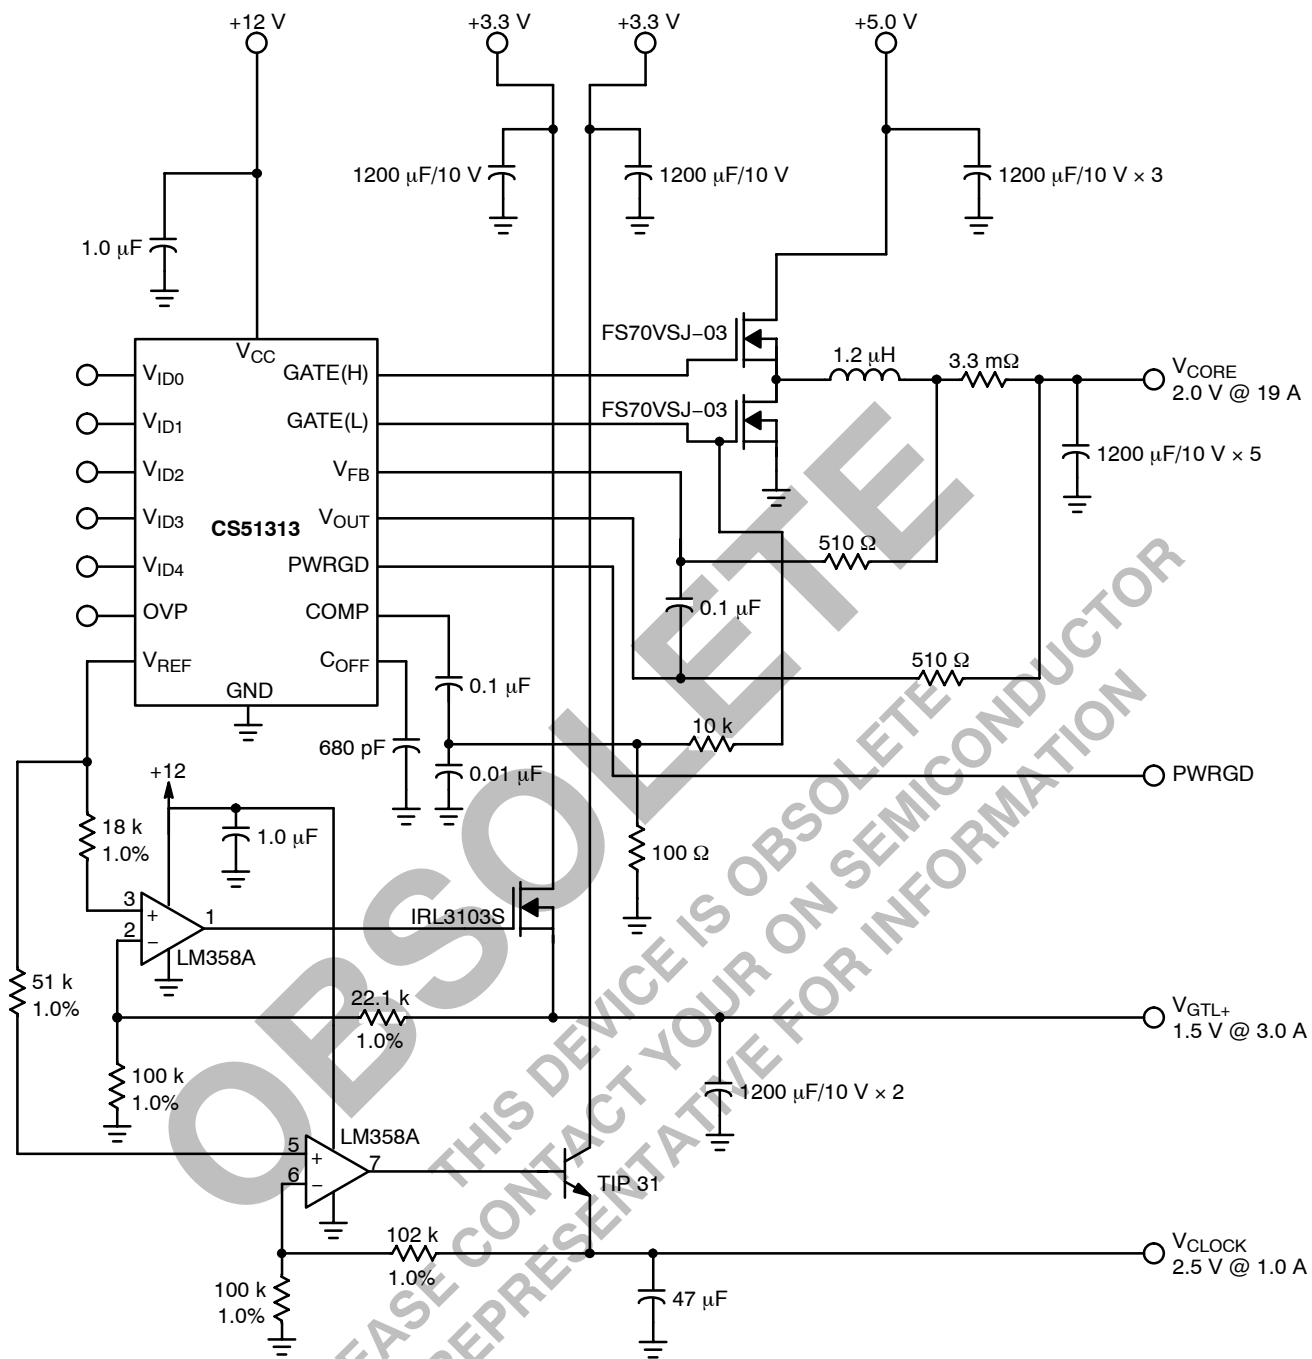 +12 V
+3.3 V
+3.3 V
+5.0 V
1200 μF/10 V
1200 μF/10 V
1200 μF/10 V × 3
1.0 μF
VCC
FS70VSJ−03
VID0
GATE(H)
1.2 μH
3.3 mΩ
VCORE
2.0 V @ 19 A
FS70VSJ−03
VID1
GATE(L)
VID2
VFB
1200 μF/10 V × 5
VID3
VOUT
CS51313
510 Ω
VID4
PWRGD
OVP
COMP
0.1 μF
VREF
COFF
510 Ω
GND
0.1 μF
10 k
680 pF
0.01 μF
PWRGD
+12
18 k
1.0%
1.0 μF
100 Ω
3
+
1
2
−
LM358A
IRL3103S
51 k
1.0%
22.1 k
1.0%
VGTL+
1.5 V @ 3.0 A
100 k
1.0%
1200 μF/10 V × 2
LM358A
5
+
7
6
−
TIP 31
102 k
1.0%
VCLOCK
2.5 V @ 1.0 A
100 k
1.0%
47 μF
OBSOLETE
THIS DEVICE IS OBSOLETE
EASE CONTACT YOUR ON SEMICONDUCTOR
REPRESENTATIVE FOR INFORMATION